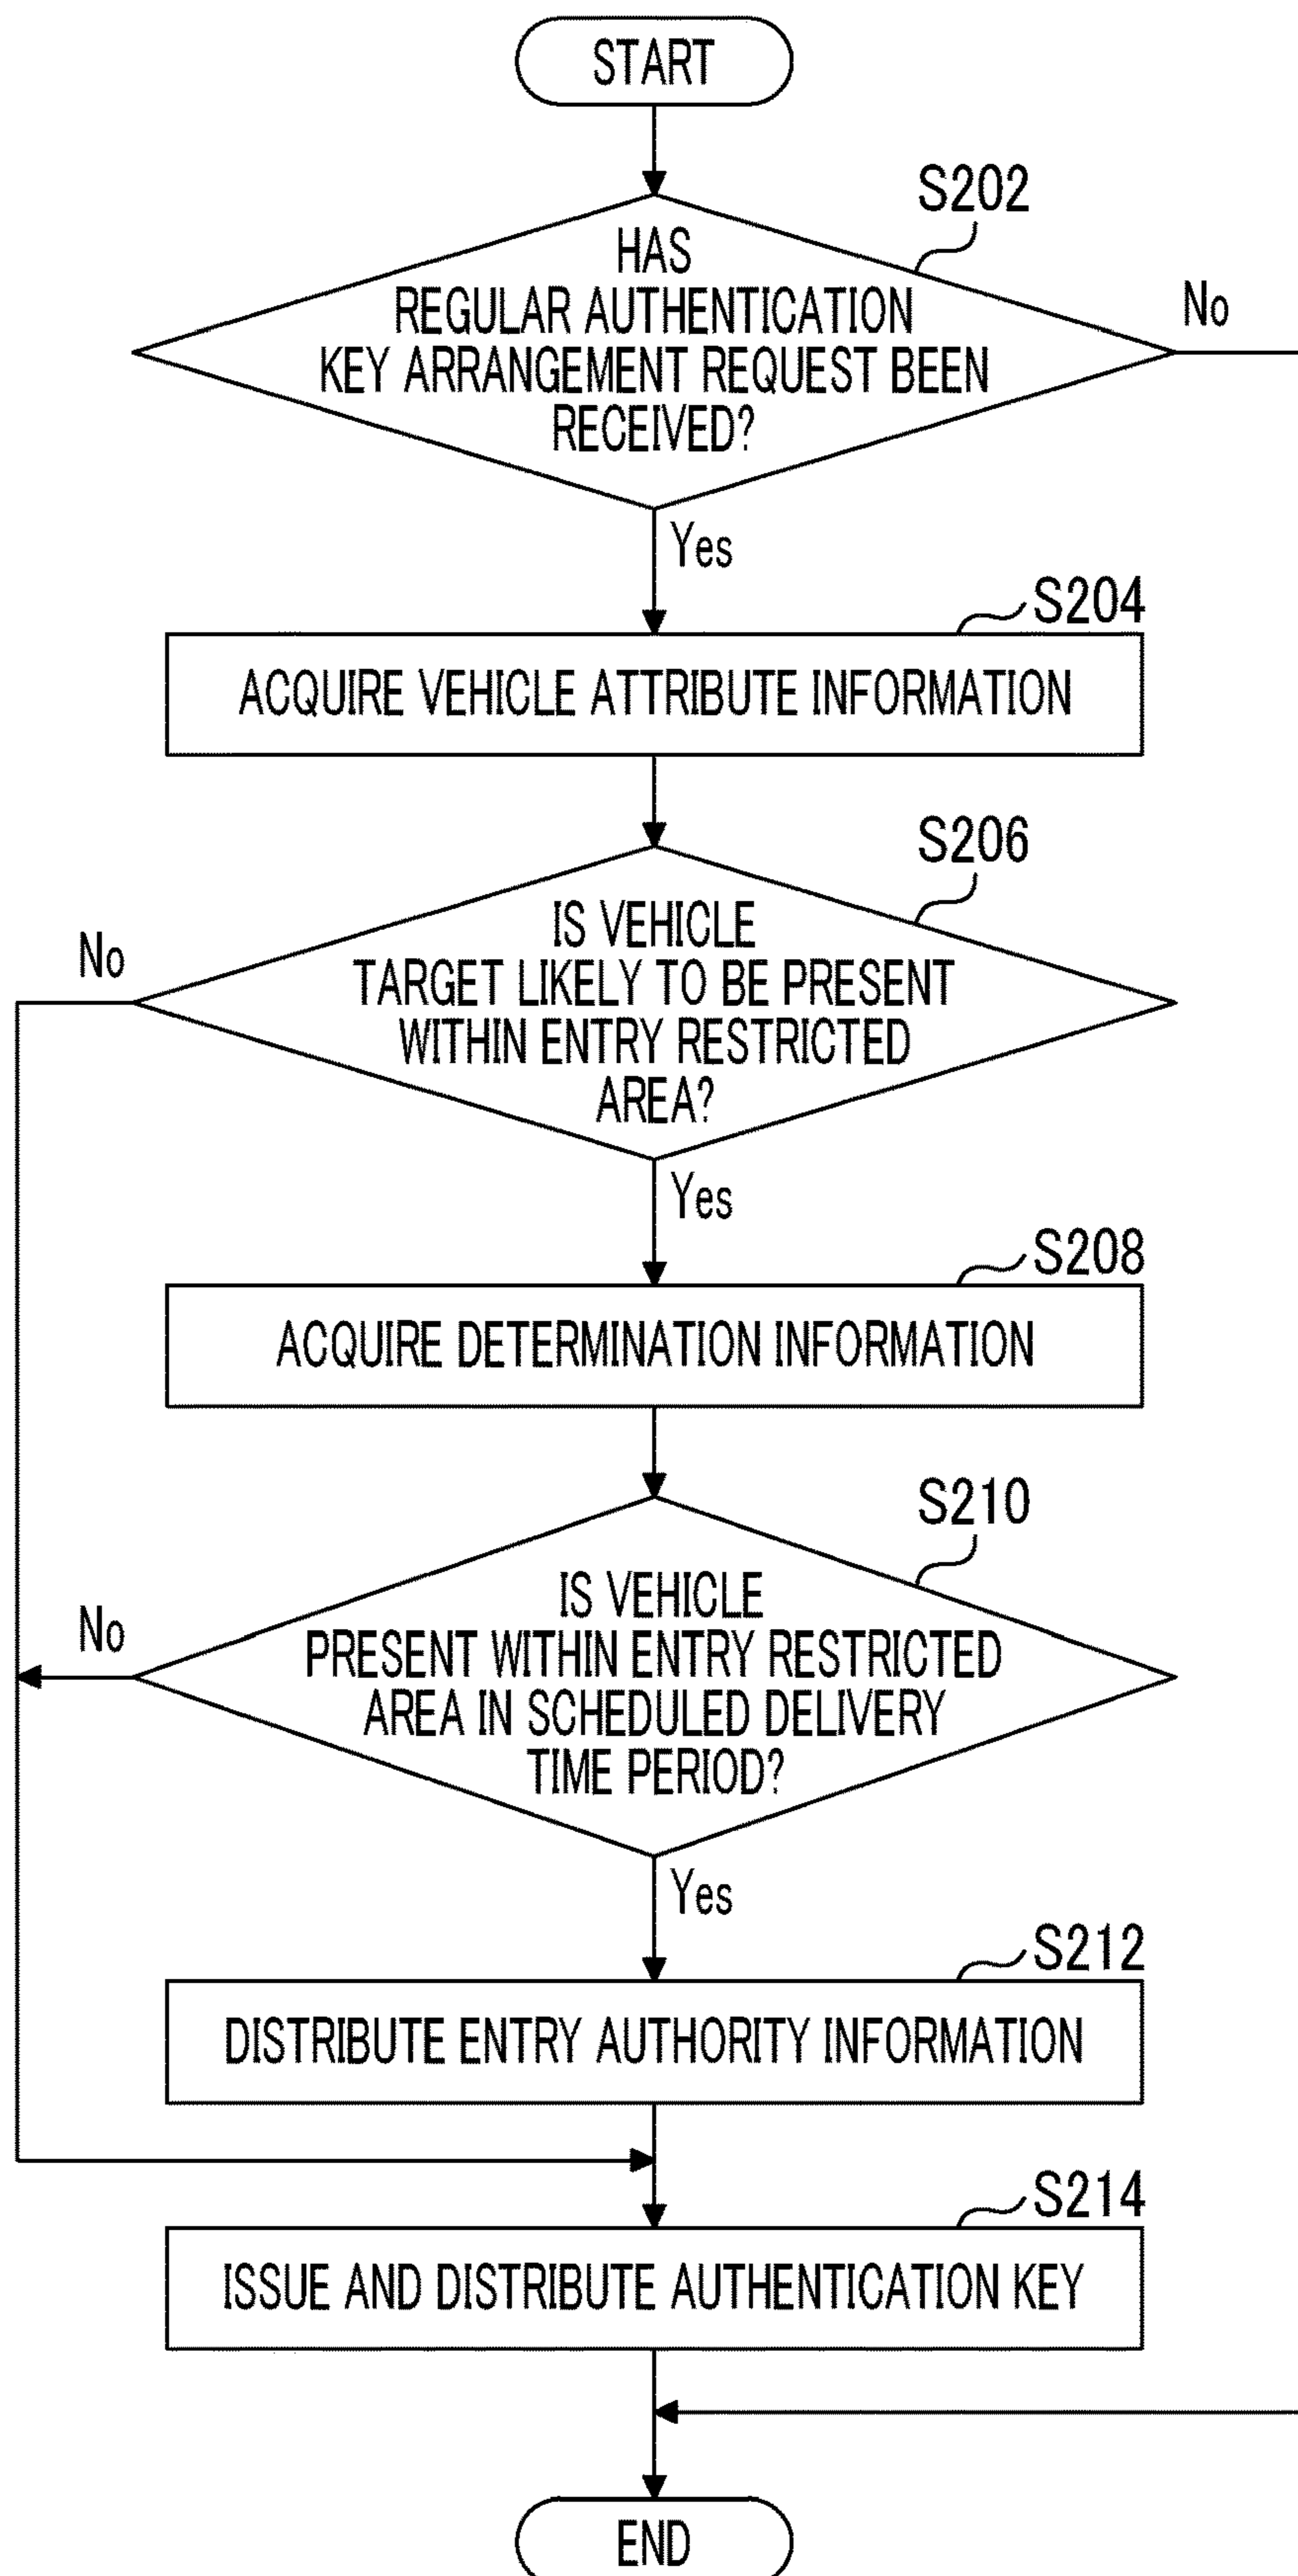 START
S202
HAS
REGULAR AUTHENTICATION
KEY ARRANGEMENT REQUEST BEEN
RECEIVED?
No
Yes
S204
ACQUIRE VEHICLE ATTRIBUTE INFORMATION
S206
IS VEHICLE
TARGET LIKELY TO BE PRESENT
WITHIN ENTRY RESTRICTED
AREA?
No
Yes
S208
ACQUIRE DETERMINATION INFORMATION
S210
IS VEHICLE
PRESENT WITHIN ENTRY RESTRICTED
AREA IN SCHEDULED DELIVERY
TIME PERIOD?
No
Yes
S212
DISTRIBUTE ENTRY AUTHORITY INFORMATION
S214
ISSUE AND DISTRIBUTE AUTHENTICATION KEY
END